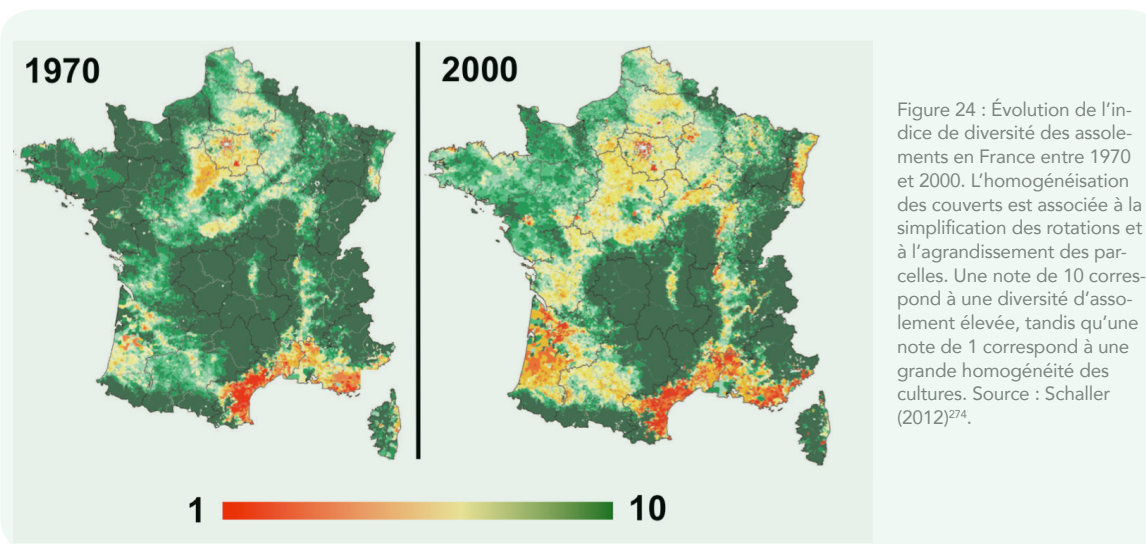 1970
2000
1
10
Figure 24 : Évolution de l’in-
dice de diversité des assole-
ments en France entre 1970
et 2000. L’homogénéisation
des couverts est associée à la
simplification des rotations et
à l’agrandissement des par-
celles. Une note de 10 corres-
pond à une diversité d’asso-
lement élevée, tandis qu’une
note de 1 correspond à une
grande homogénéité des
cultures. Source : Schaller
(2012)274.